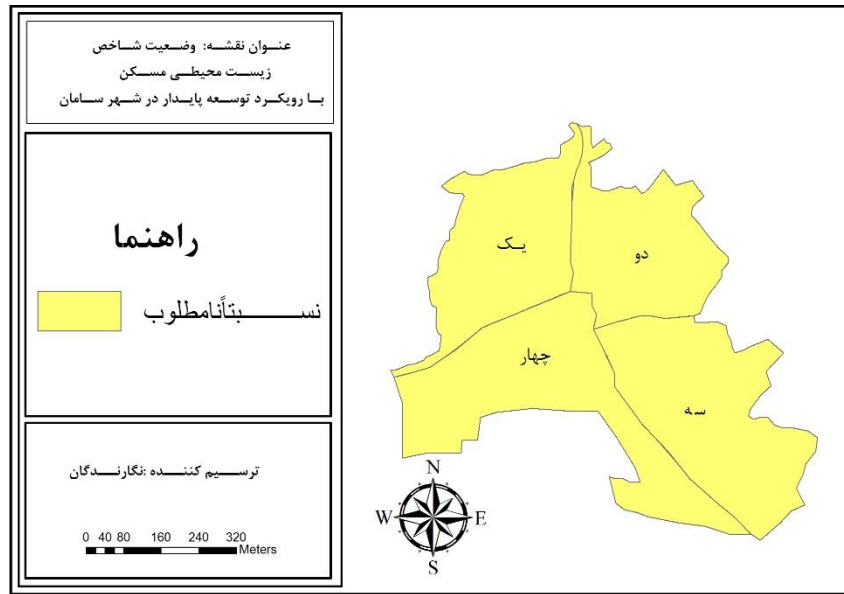 عنوان نقشه: وضعیت شاخص
زیست محیطی مسکن
با رویکرد توسعه پایدار در شهر سامان
راهنما
نسبتاًنامطلوب
ترسیم کننده :نگارندگان
0 40 80 160 240 320
Meters
یک
دو
چهار
سه
N
W E
S